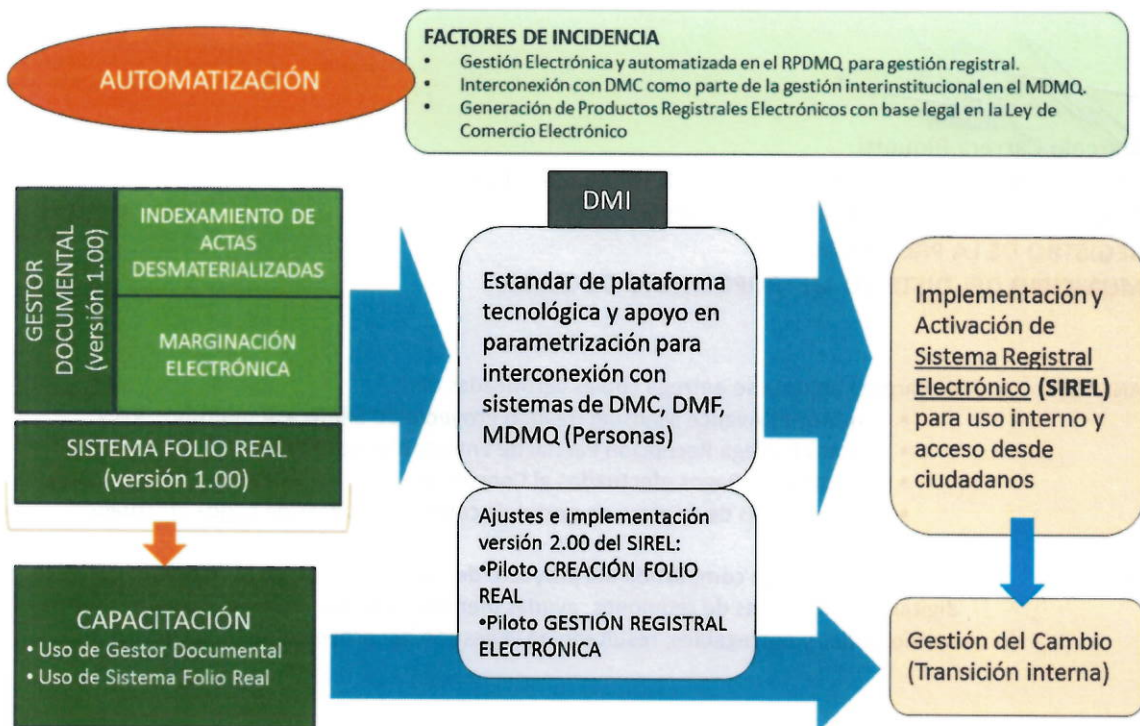 AUTOMATIZACIÓN
FACTORES DE INCIDENCIA
• Gestión Electrónica y automatizada en el RPDMQ para gestión registral.
• Interconexión con DMC como parte de la gestión interinstitucional en el MDMQ.
• Generación de Productos Registrales Electrónicos con base legal en la Ley de
Comercio Electrónico
GESTOR
DOCUMENTAL
(versión 1.00)
INDEXAMIENTO DE
ACTAS
DESMATERIALIZADAS
MARGINACIÓN
ELECTRÓNICA
SISTEMA FOLIO REAL
(versión 1.00)
CAPACITACIÓN
• Uso de Gestor Documental
• Uso de Sistema Folio Real
DMI
Estandar de plataforma
tecnológica y apoyo en
parametrización para
interconexión con
sistemas de DMC, DMF,
MDMQ (Personas)
Ajustes e implementación
versión 2.00 del SIREL:
•Piloto CREACIÓN FOLIO
REAL
•Piloto GESTIÓN REGISTRAL
ELECTRÓNICA
Implementación y
Activación de
Sistema Registral
Electrónico (SIREL)
para uso interno y
acceso desde
ciudadanos
Gestión del Cambio
(Transición interna)